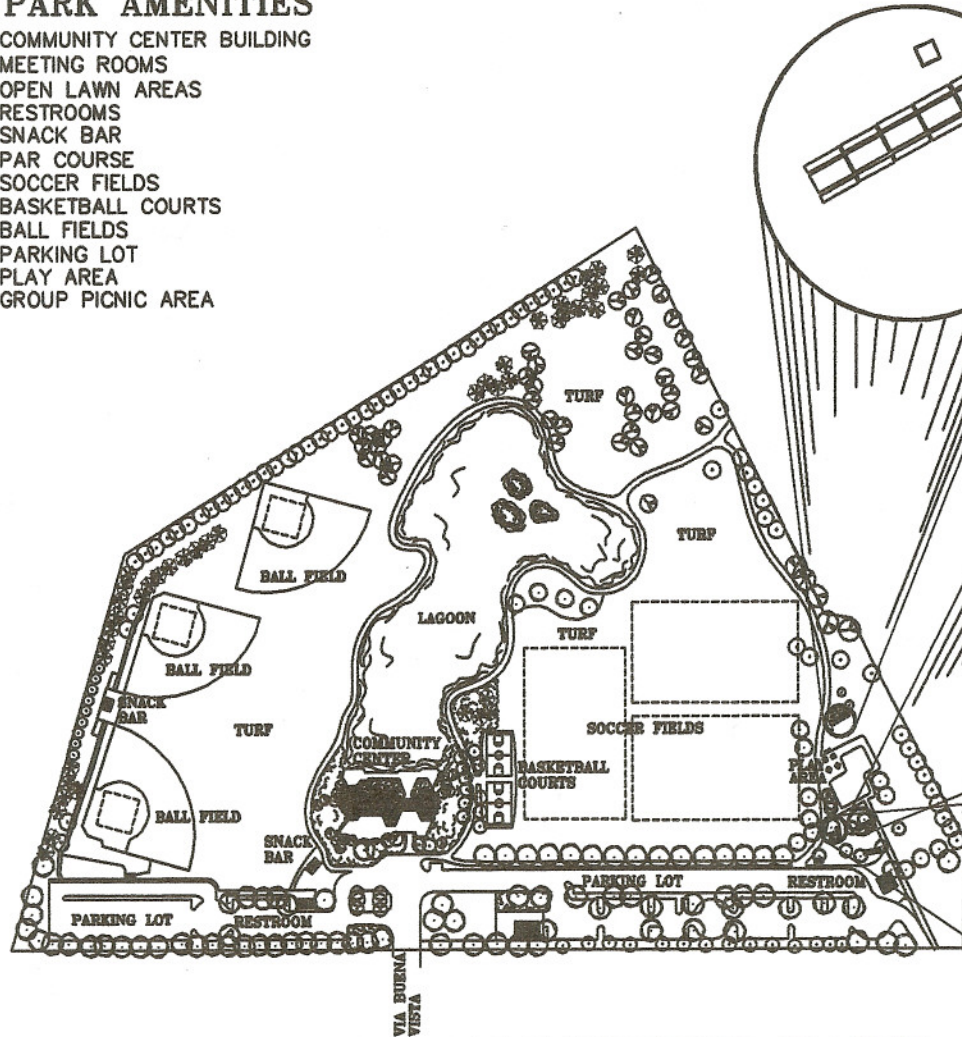 PARK AMENITIES
COMMUNITY CENTER BUILDING
MEETING ROOMS
OPEN LAWN AREAS
RESTROOMS
SNACK BAR
PAR COURSE
SOCCER FIELDS
BASKETBALL COURTS
BALL FIELDS
PARKING LOT
PLAY AREA
GROUP PICNIC AREA
TURF
TURF
BALL FIELD
LAGOON
TURF
BALL FIELD
SNACK
BAR
TURF
SOCCER FIELDS
COMMUNITY
CENTER
BASKETBALL
COURTS
PLAY
AREA
BALL FIELD
SNACK
BAR
PARKING LOT
RESTROOM
PARKING LOT
RESTROOM
VIA BUENA
VISTA